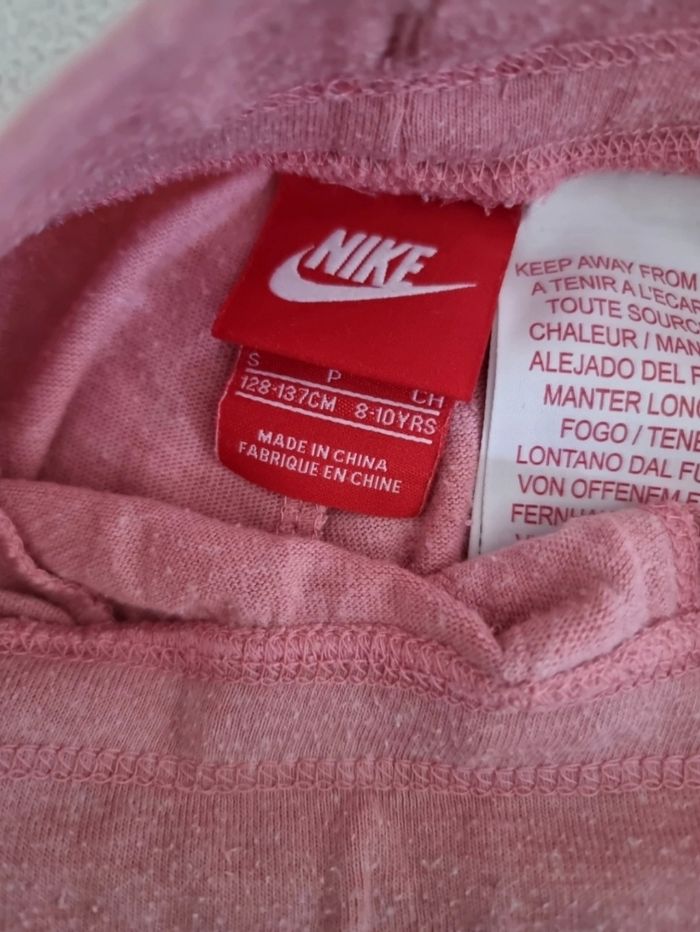 NIKE
S P CH
128-137CM 8-10YRS
MADE IN CHINA
FABRIQUE EN CHINE
KEEP AWAY FROM
A TENIR A L'ECAR
TOUTE SOURC
CHALEUR / MAN
ALEJADO DEL F
MANTER LONG
FOGO / TENE
LONTANO DAL FU
VON OFFENEM F